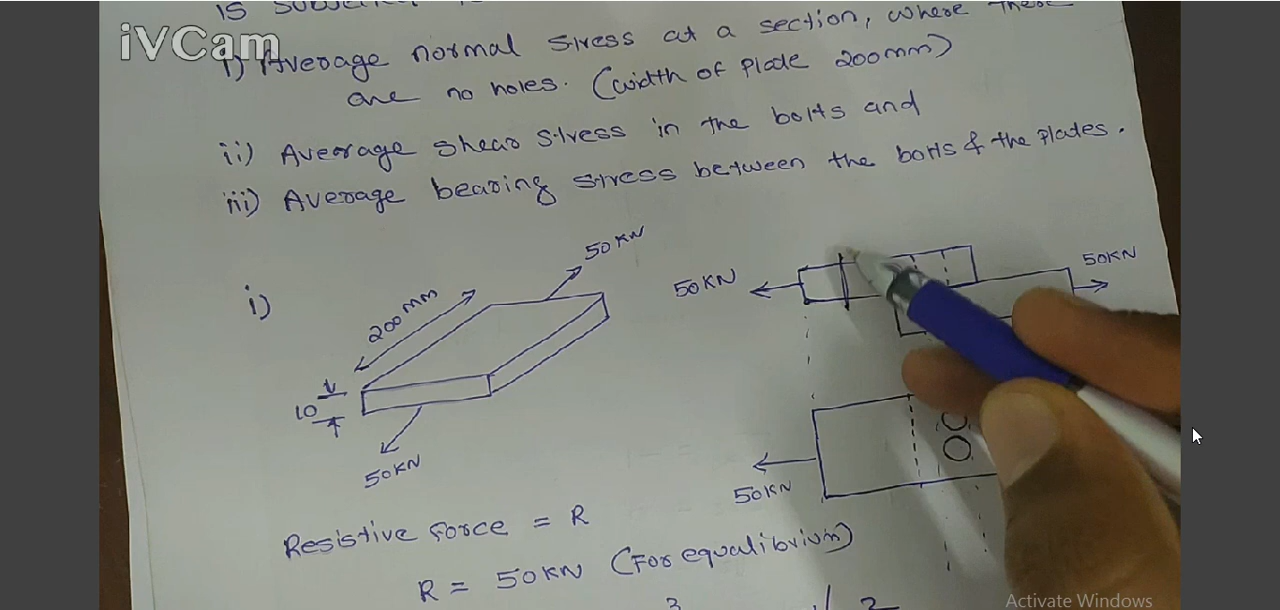 is
iVCam
i) Average normal stress at a section, where there
are no holes. (width of plate 200mm)
ii) Average shear stress in the bolts and
iii) Average bearing stress between the bolts & the plates.
i)
200mm
50KN
10
50KN
50KN
50KN
50KN
Resistive force = R
R = 50KN (For equalibrium)
Activate Windows